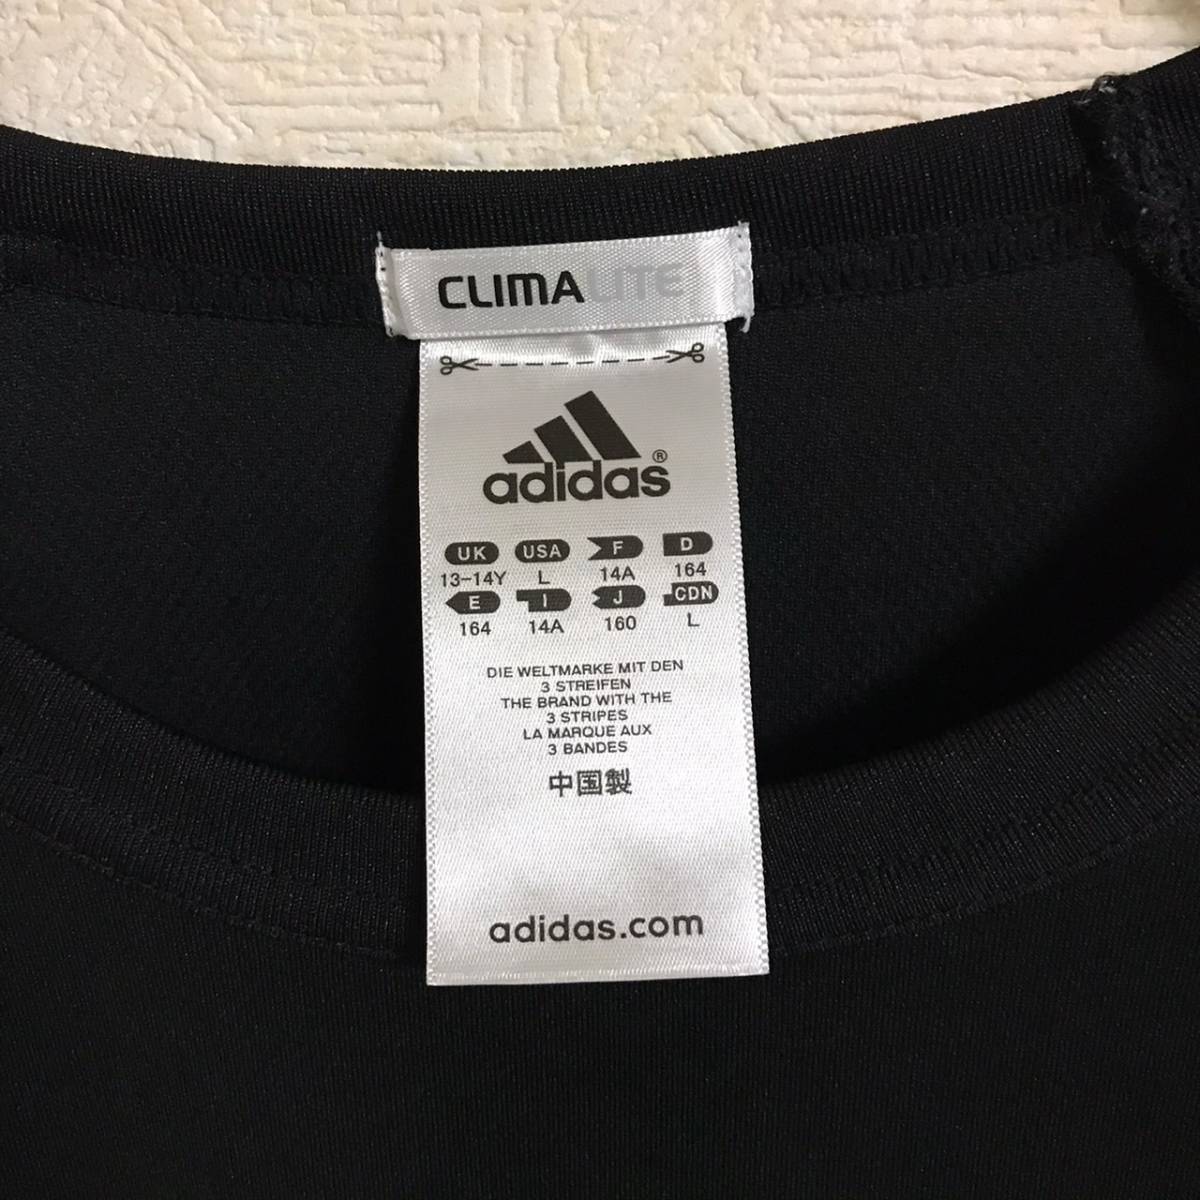 CLIMALITE
adidas®
UK USA F D
13-14Y L 14A 164
E I J CDN
164 14A 160 L
DIE WELTMARKE MIT DEN
3 STREIFEN
THE BRAND WITH THE
3 STRIPES
LA MARQUE AUX
3 BANDES
中国製
adidas.com